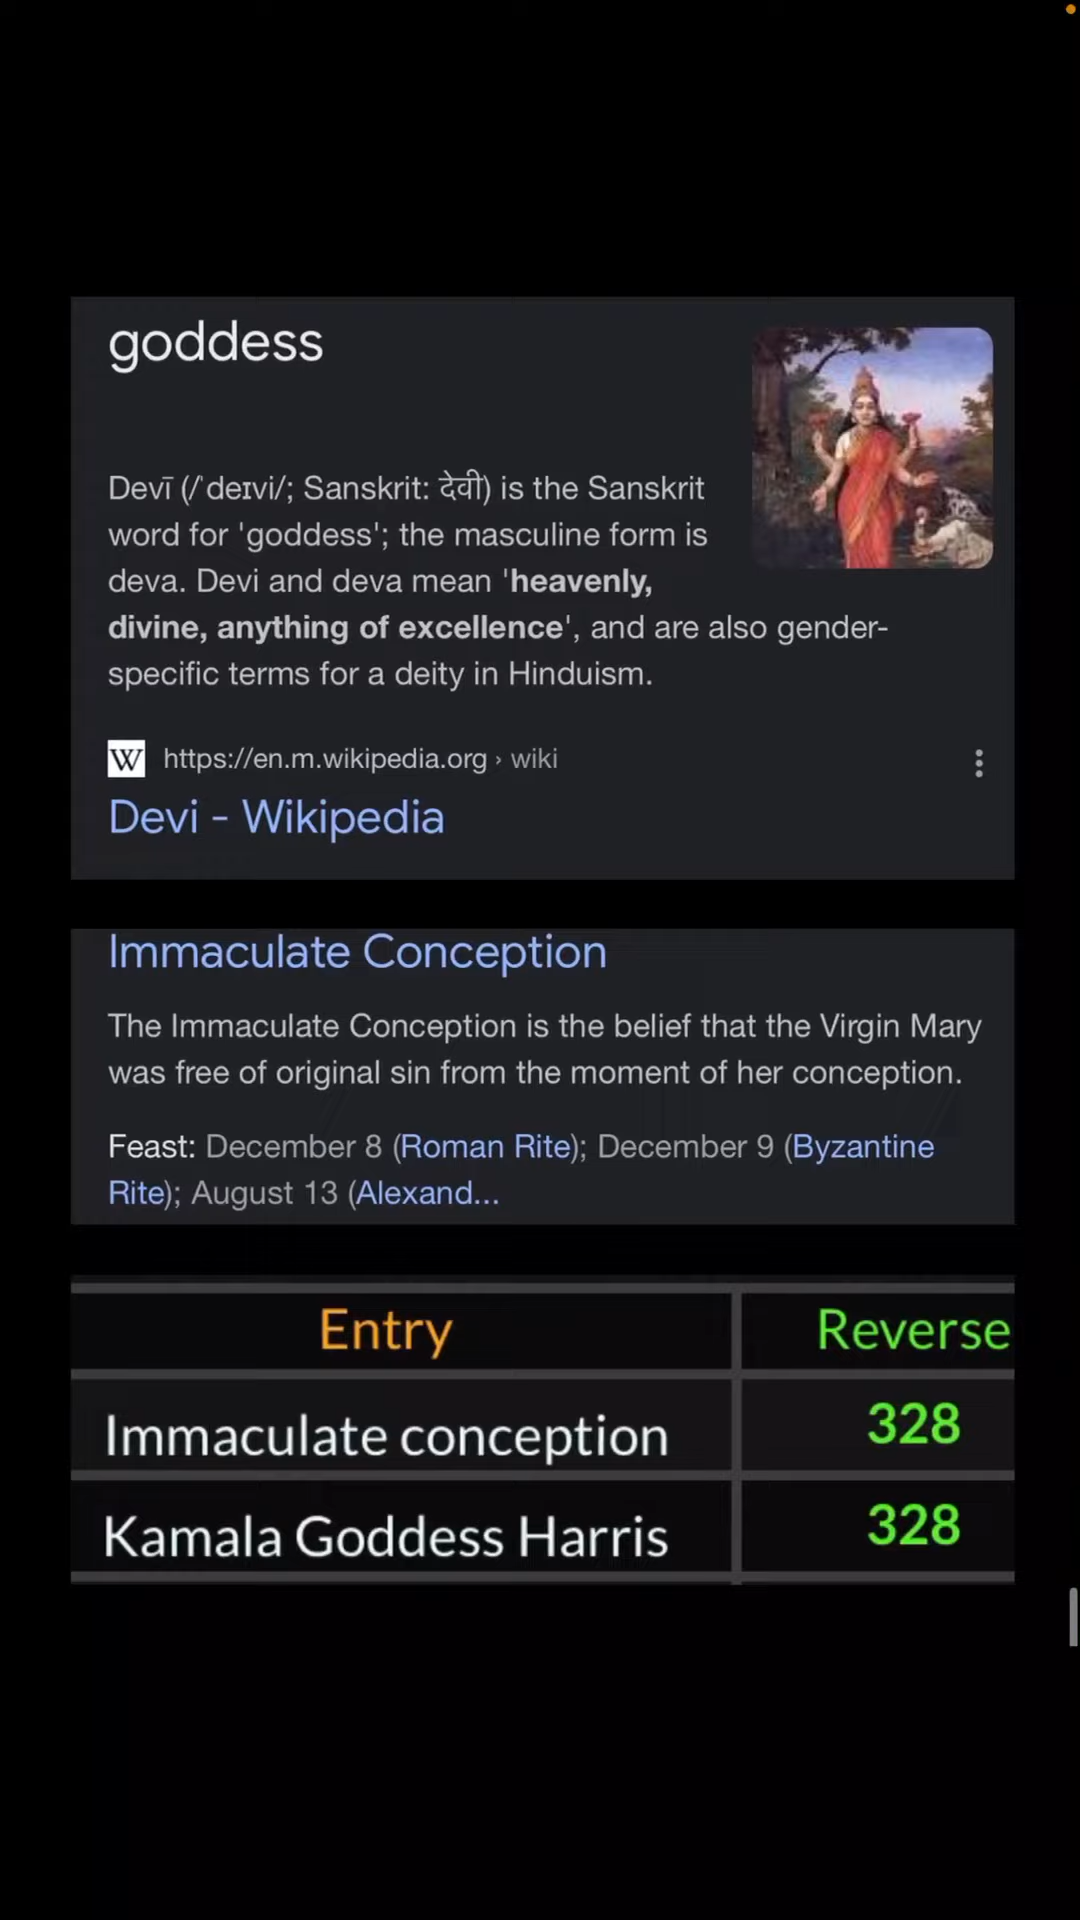 goddess
Devī (/ˈdeɪvi/; Sanskrit: देवी) is the Sanskrit
word for 'goddess'; the masculine form is
deva. Devi and deva mean 'heavenly,
divine, anything of excellence', and are also gender-
specific terms for a deity in Hinduism.
W https://en.m.wikipedia.org › wiki
Devi - Wikipedia
Immaculate Conception
The Immaculate Conception is the belief that the Virgin Mary
was free of original sin from the moment of her conception.
Feast: December 8 (Roman Rite); December 9 (Byzantine
Rite); August 13 (Alexand...
Entry Reverse
Immaculate conception 328
Kamala Goddess Harris 328